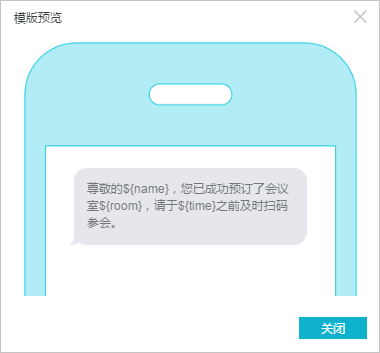 模版预览
尊敬的${name}，您已成功预订了会议
室${room}，请于${time}之前及时扫码
参会。
关闭